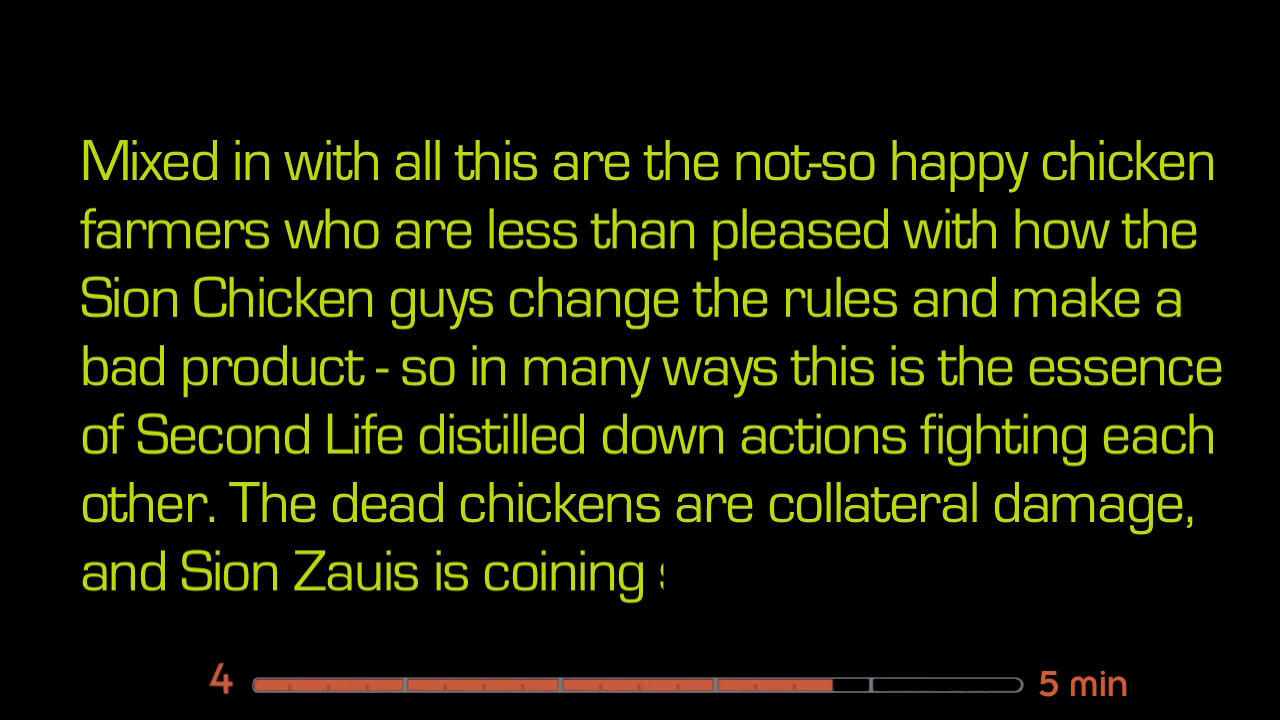 Mixed in with all this are the not-so happy chicken
farmers who are less than pleased with how the
Sion Chicken guys change the rules and make a
bad product - so in many ways this is the essence
of Second Life distilled down actions fighting each
other. The dead chickens are collateral damage,
and Sion Zauis is coining
4 5 min